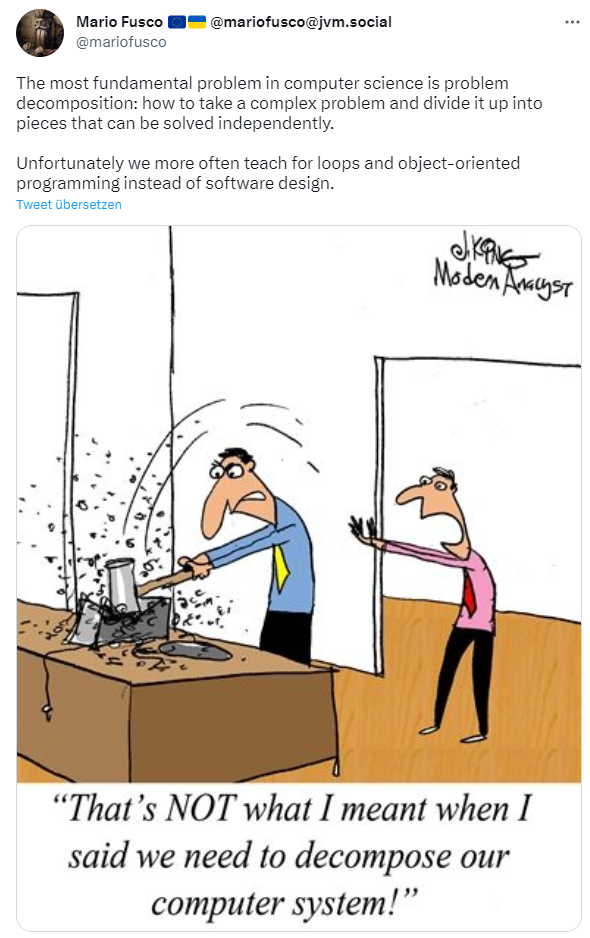 Mario Fusco 🇪🇺🇺🇦 @mariofusco@jvm.social
@mariofusco
The most fundamental problem in computer science is problem
decomposition: how to take a complex problem and divide it up into
pieces that can be solved independently.
Unfortunately we more often teach for loops and object-oriented
programming instead of software design.
Tweet übersetzen
J.KING
Modern Analyst
“That’s NOT what I meant when I
said we need to decompose our
computer system!”